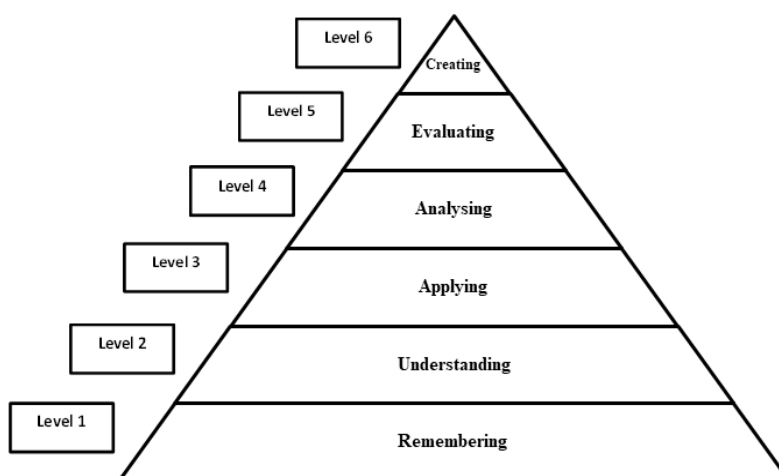 Level 6
Creating
Level 5
Evaluating
Level 4
Analysing
Level 3
Applying
Level 2
Understanding
Level 1
Remembering